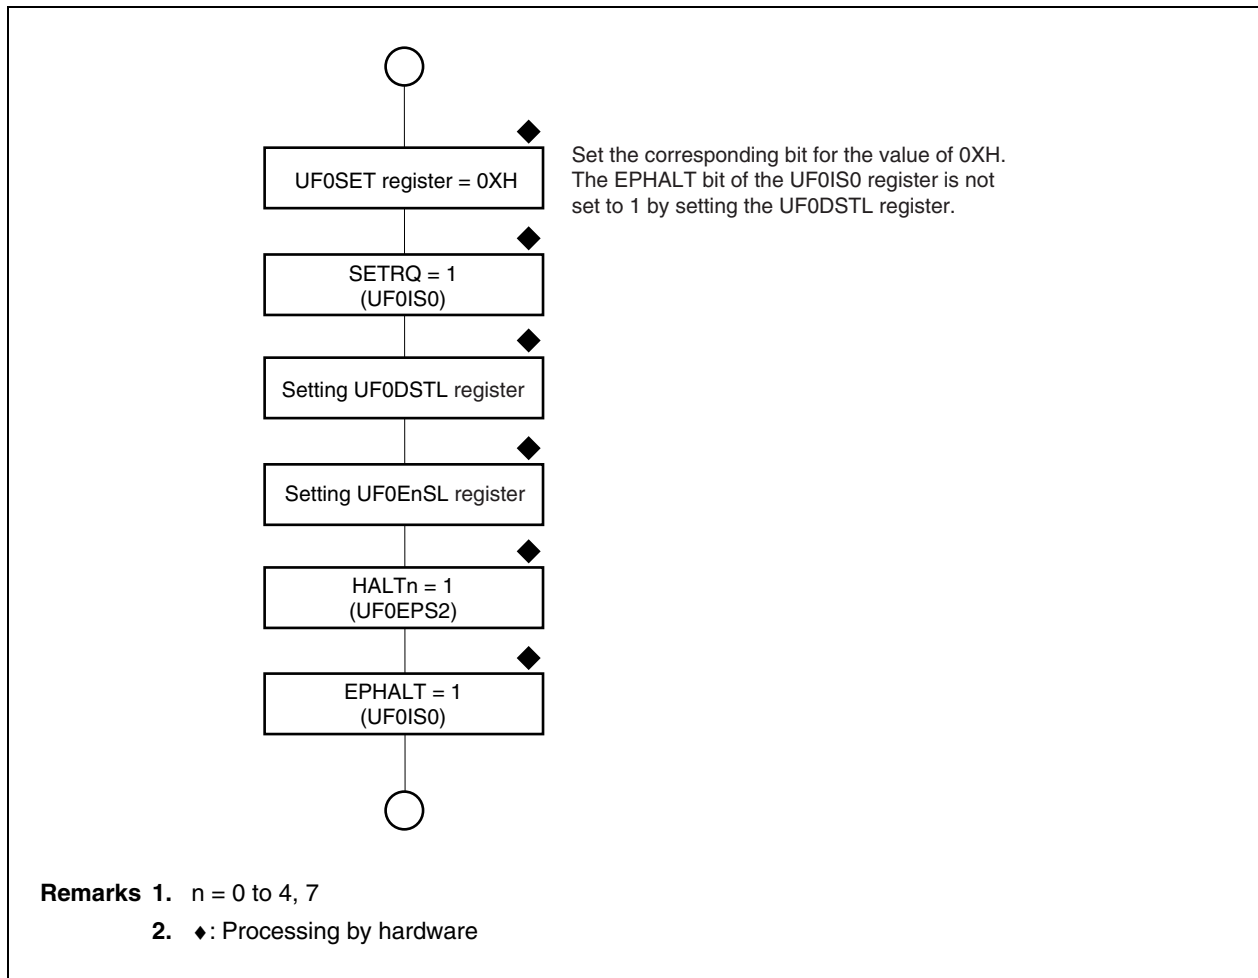 UF0SET register = 0XH
Set the corresponding bit for the value of 0XH.
The EPHALT bit of the UF0IS0 register is not
set to 1 by setting the UF0DSTL register.
SETRQ = 1
(UF0IS0)
Setting UF0DSTL register
Setting UF0EnSL register
HALTn = 1
(UF0EPS2)
EPHALT = 1
(UF0IS0)
Remarks 1. n = 0 to 4, 7
2. ♦: Processing by hardware